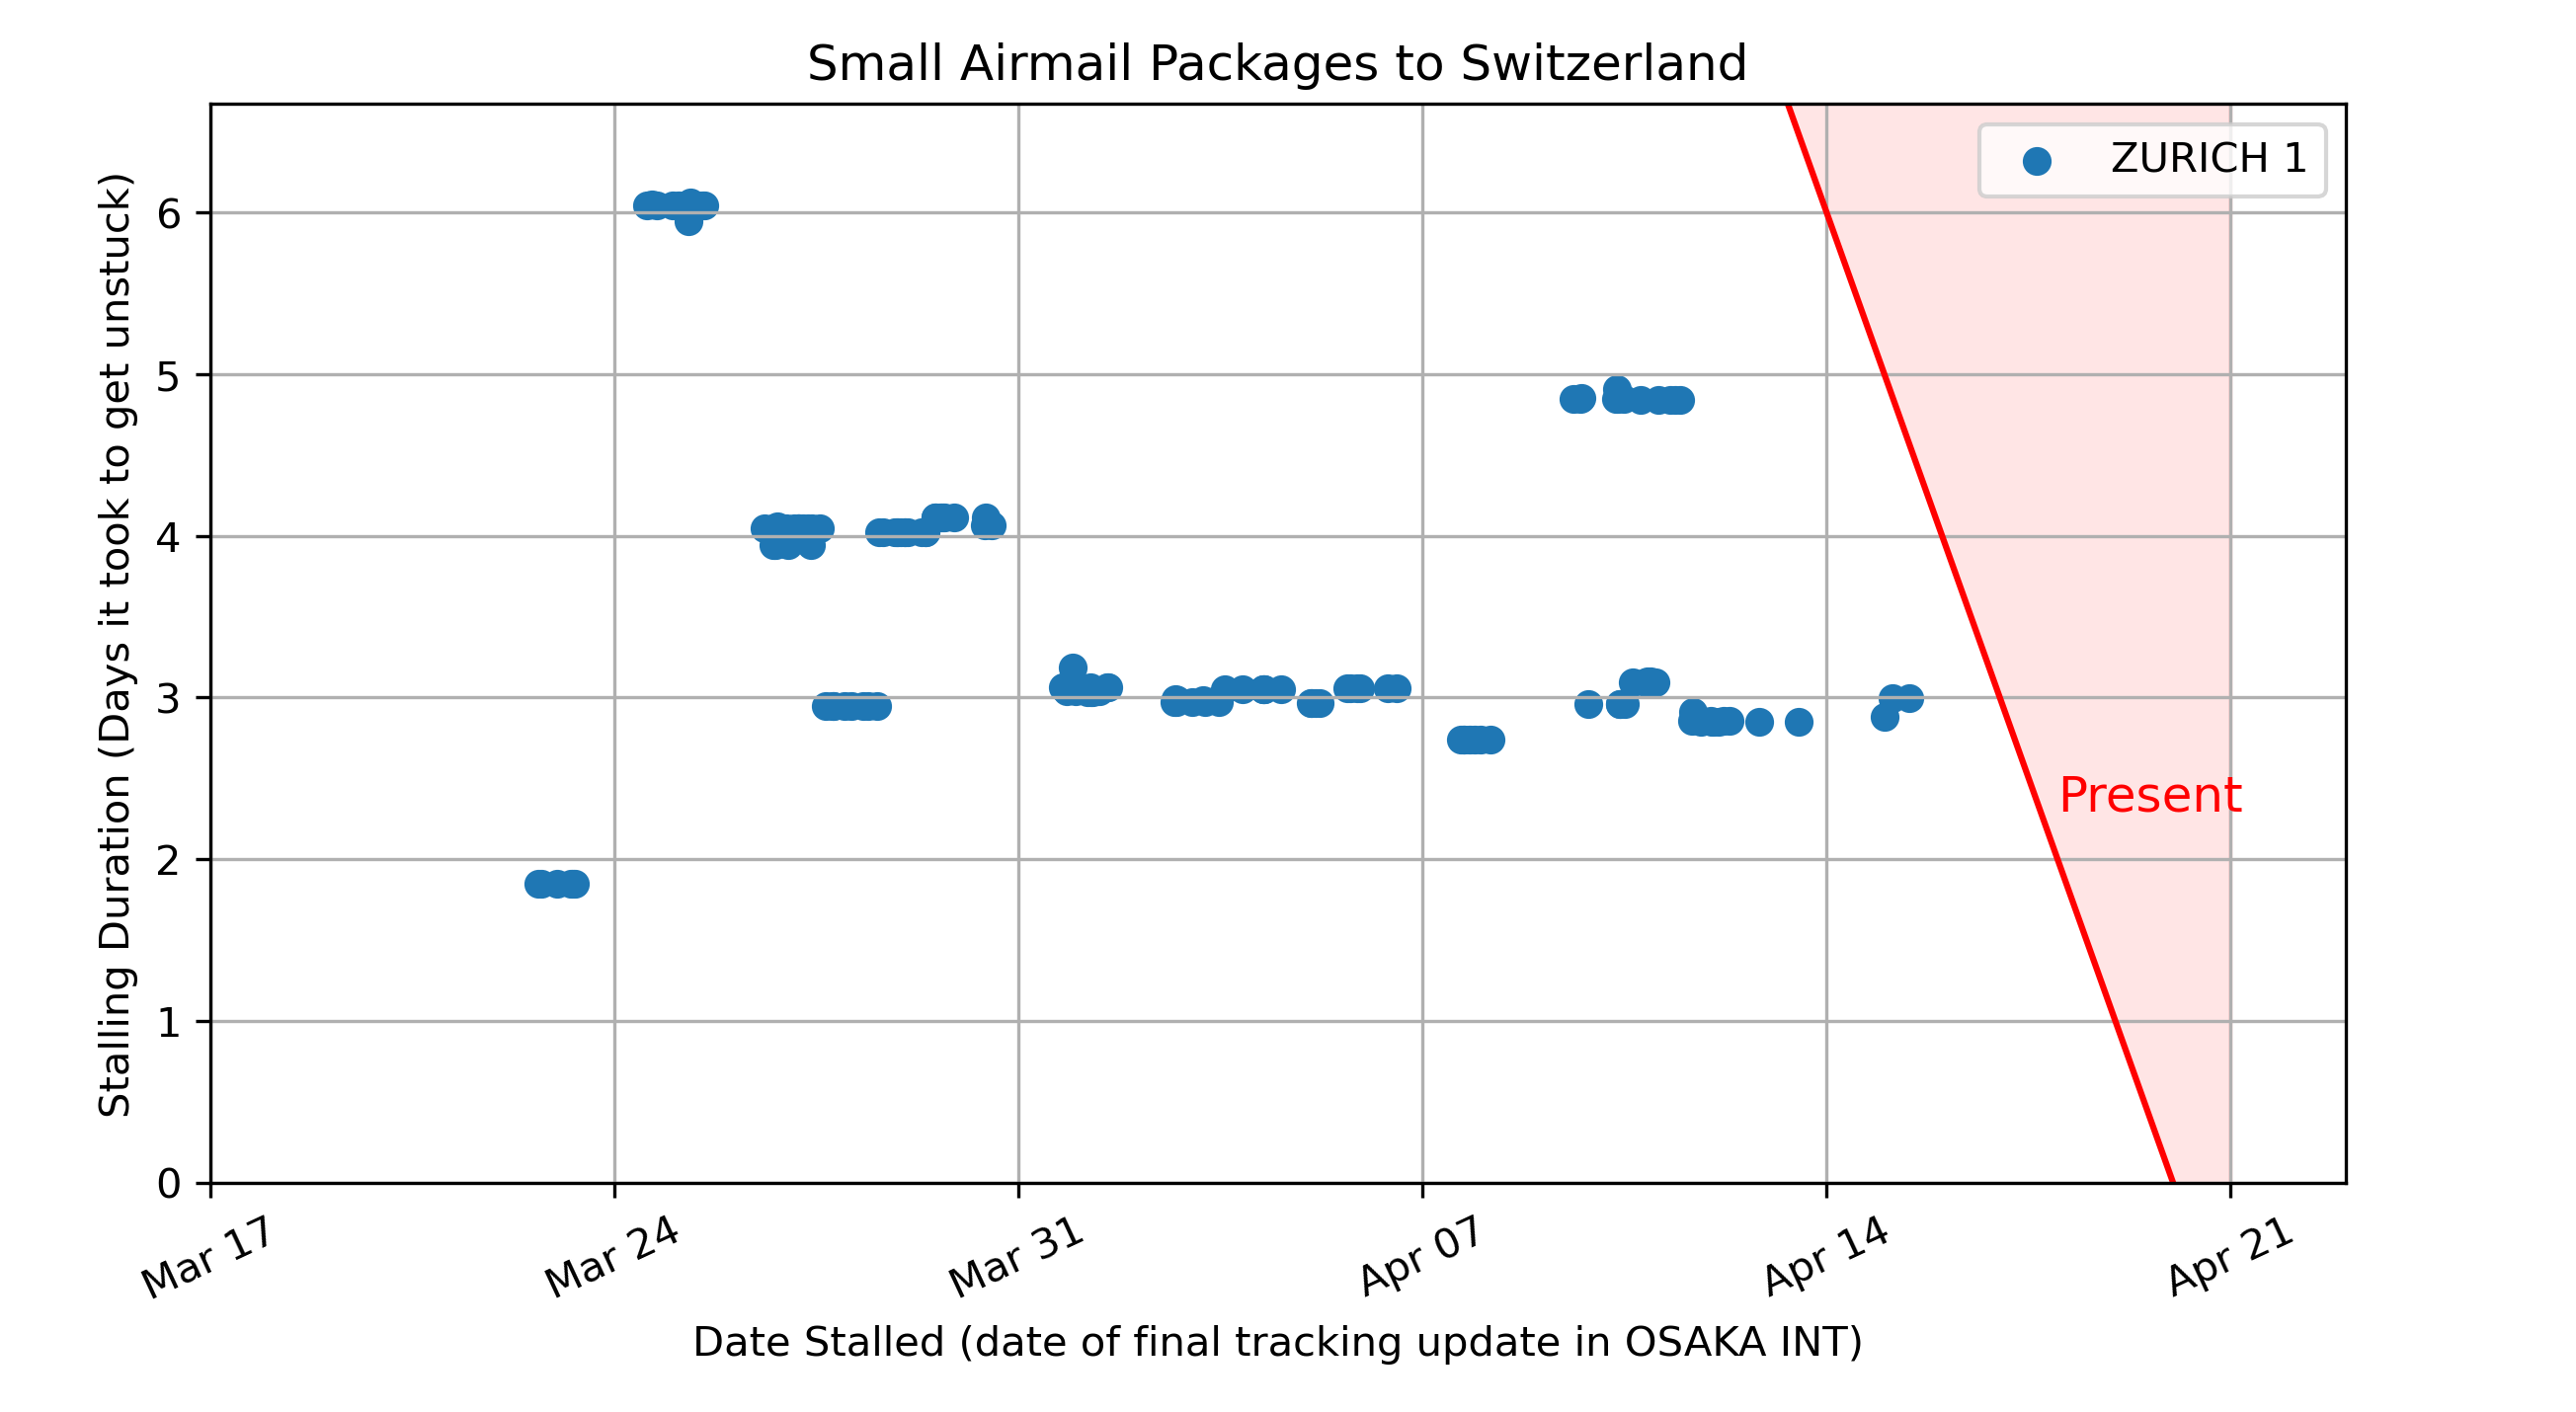 Small Airmail Packages to Switzerland
ZURICH 1
Stalling Duration (Days it took to get unstuck)
6
5
4
3
2
1
0
Present
Mar 17
Mar 24
Mar 31
Apr 07
Apr 14
Apr 21
Date Stalled (date of final tracking update in OSAKA INT)